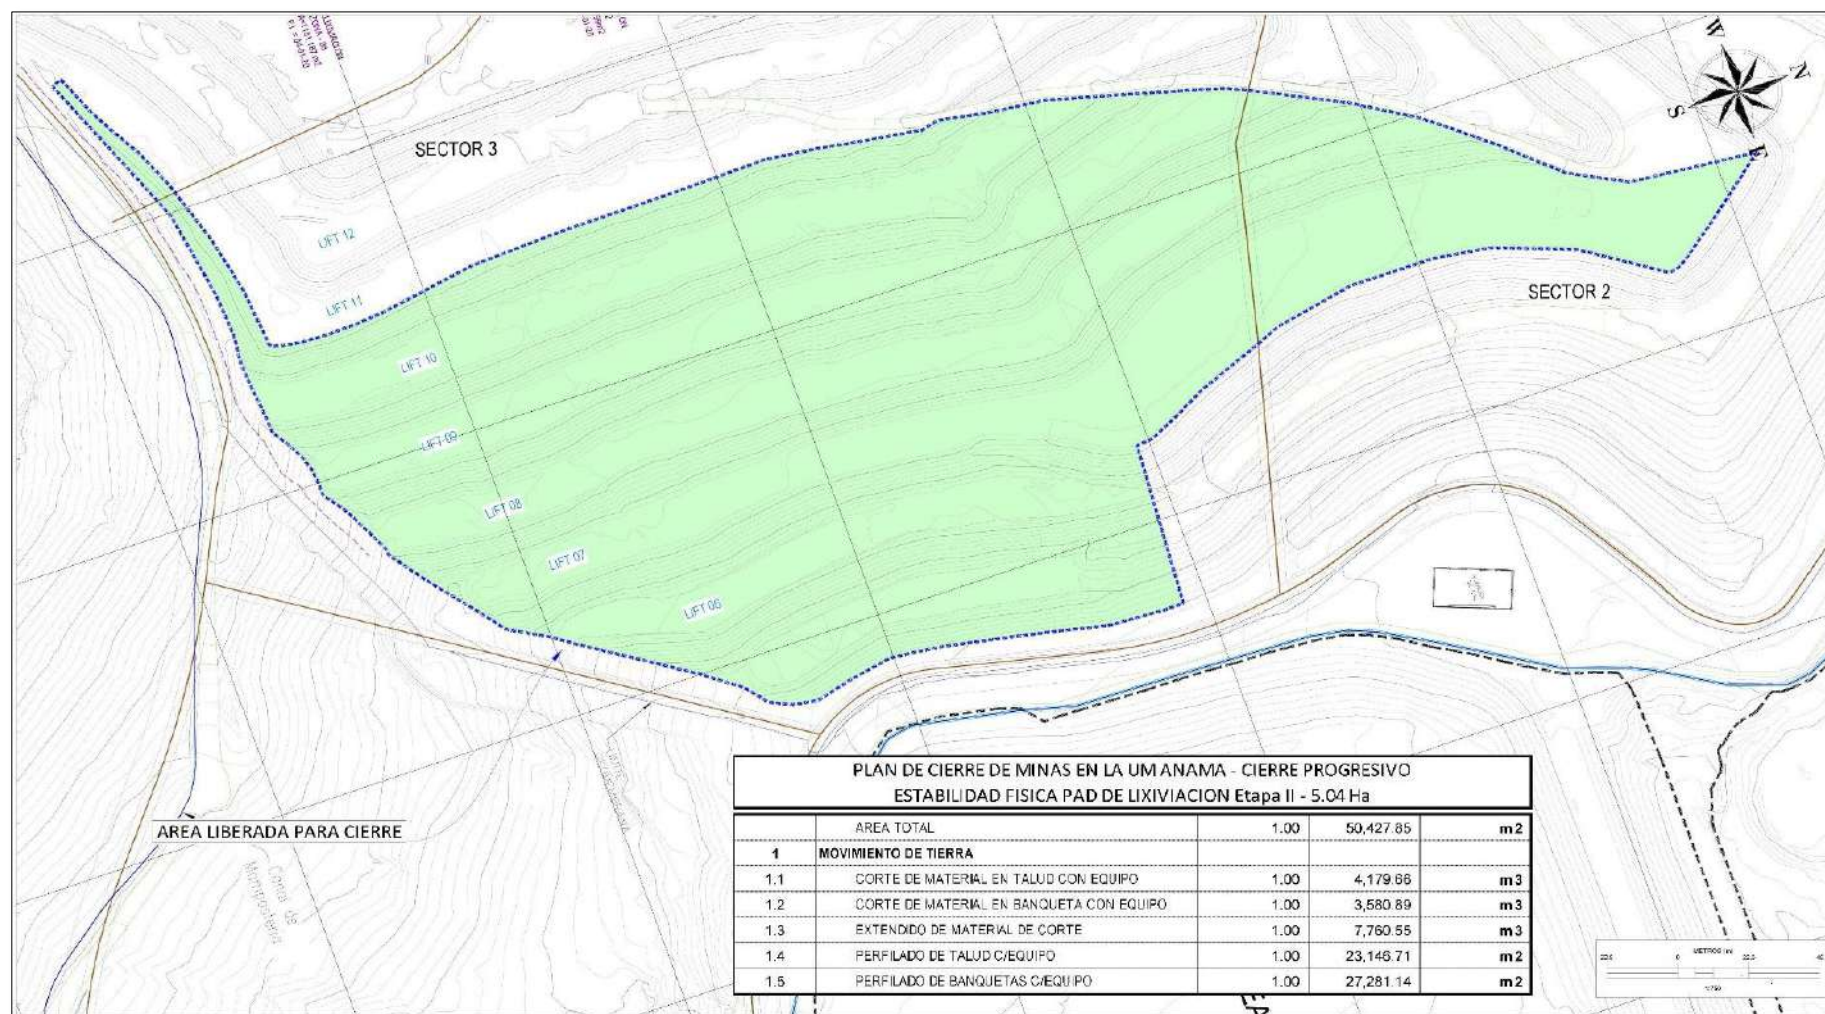 W
N
S
SECTOR 3
LIFT 12
SECTOR 2
LIFT 11
LIFT 10
LIFT 09
LIFT 08
LIFT 07
LIFT 06
AREA LIBERADA PARA CIERRE
Canal de
PLAN DE CIERRE DE MINAS EN LA UM ANAMA - CIERRE PROGRESIVO
ESTABILIDAD FISICA PAD DE LIXIVIACION Etapa II - 5.04 Ha
AREA TOTAL 1.00 50,427.85 m2
1 MOVIMIENTO DE TIERRA
1.1 CORTE DE MATERIAL EN TALUD CON EQUIPO 1.00 4,179.66 m3
1.2 CORTE DE MATERIAL EN BANQUETA CON EQUIPO 1.00 3,580.89 m3
1.3 EXTENDIDO DE MATERIAL DE CORTE 1.00 7,760.55 m3
1.4 PERFILADO DE TALUD C/EQUIPO 1.00 23,146.71 m2
1.5 PERFILADO DE BANQUETAS C/EQUIPO 1.00 27,281.14 m2